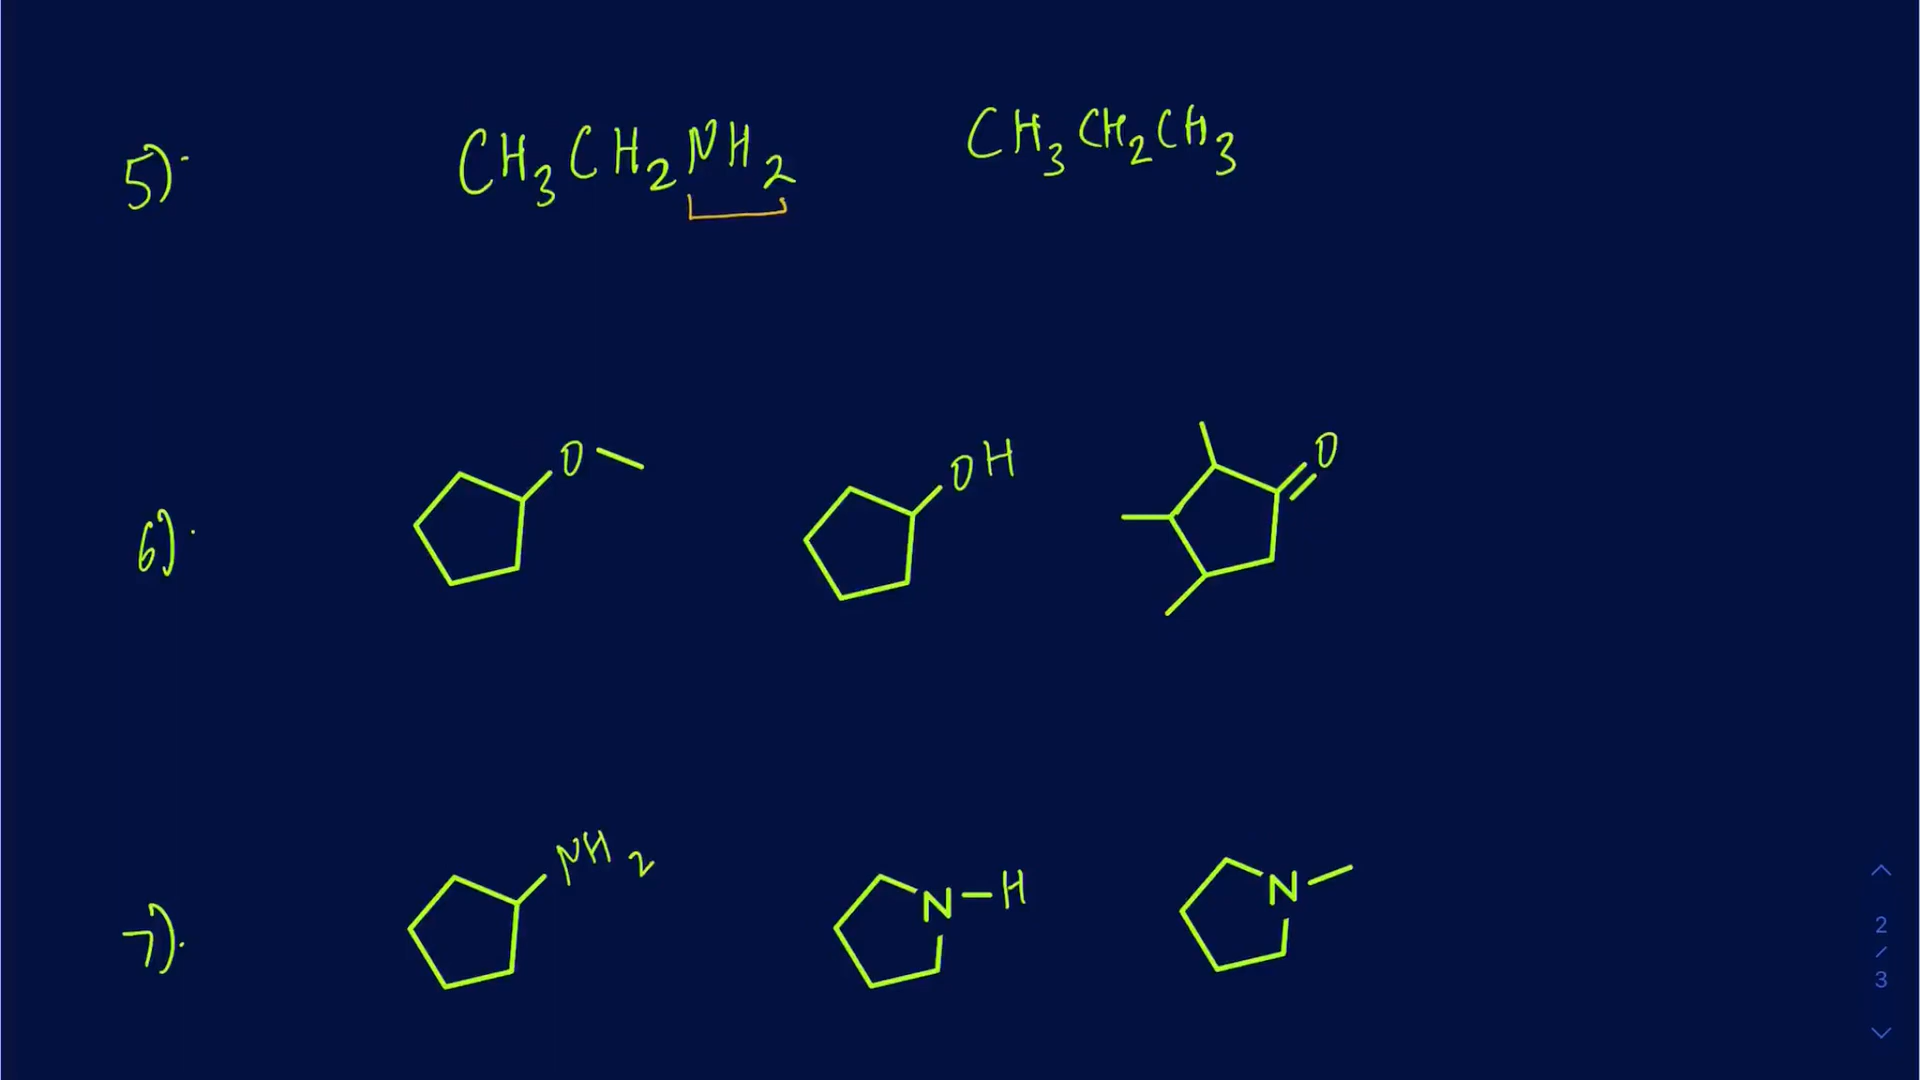 5). CH3CH2NH2 CH3CH2CH3
6). O OH O
7). NH2 N-H N
2
/
3